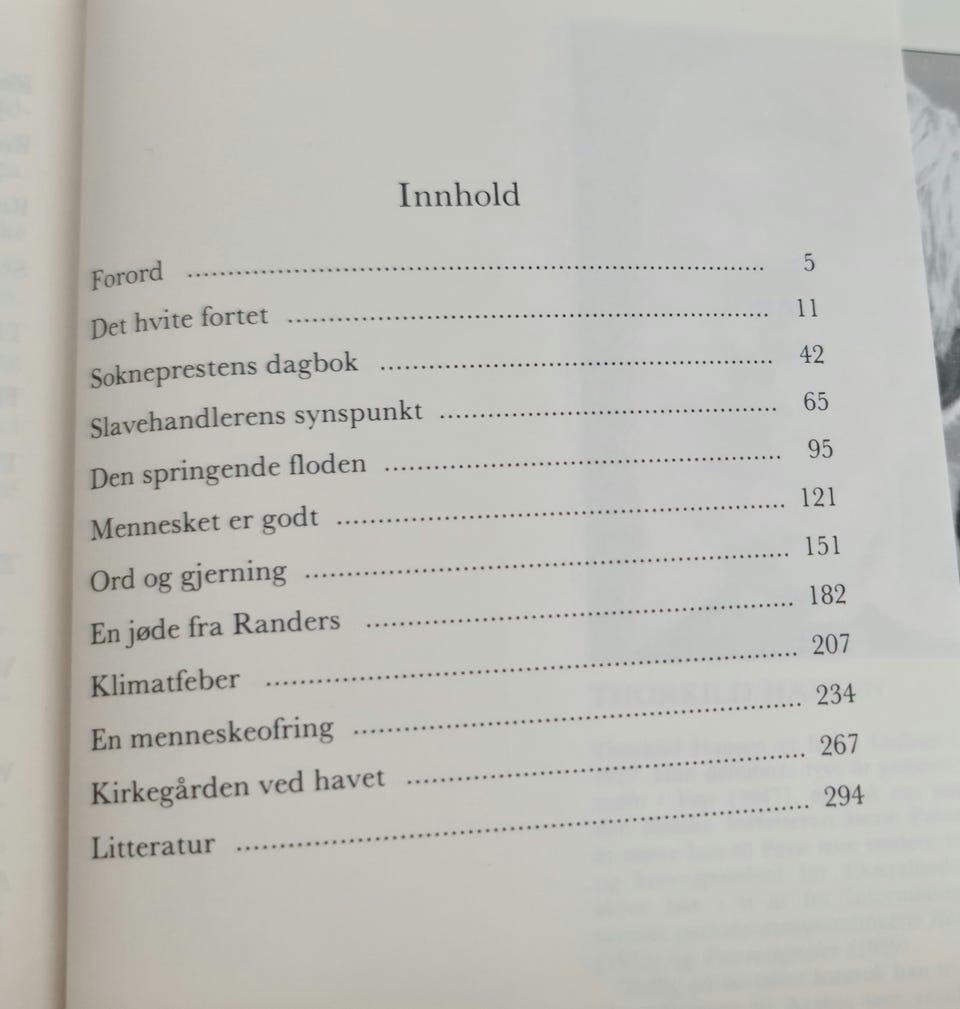 Innhold
Forord ........ 5
Det hvite fortet ........ 11
Sokneprestens dagbok ........ 42
Slavehandlerens synspunkt ........ 65
Den springende floden ........ 95
Mennesket er godt ........ 121
Ord og gjerning ........ 151
En jøde fra Randers ........ 182
Klimatfeber ........ 207
En menneskeofring ........ 234
Kirkegården ved havet ........ 267
Litteratur ........ 294